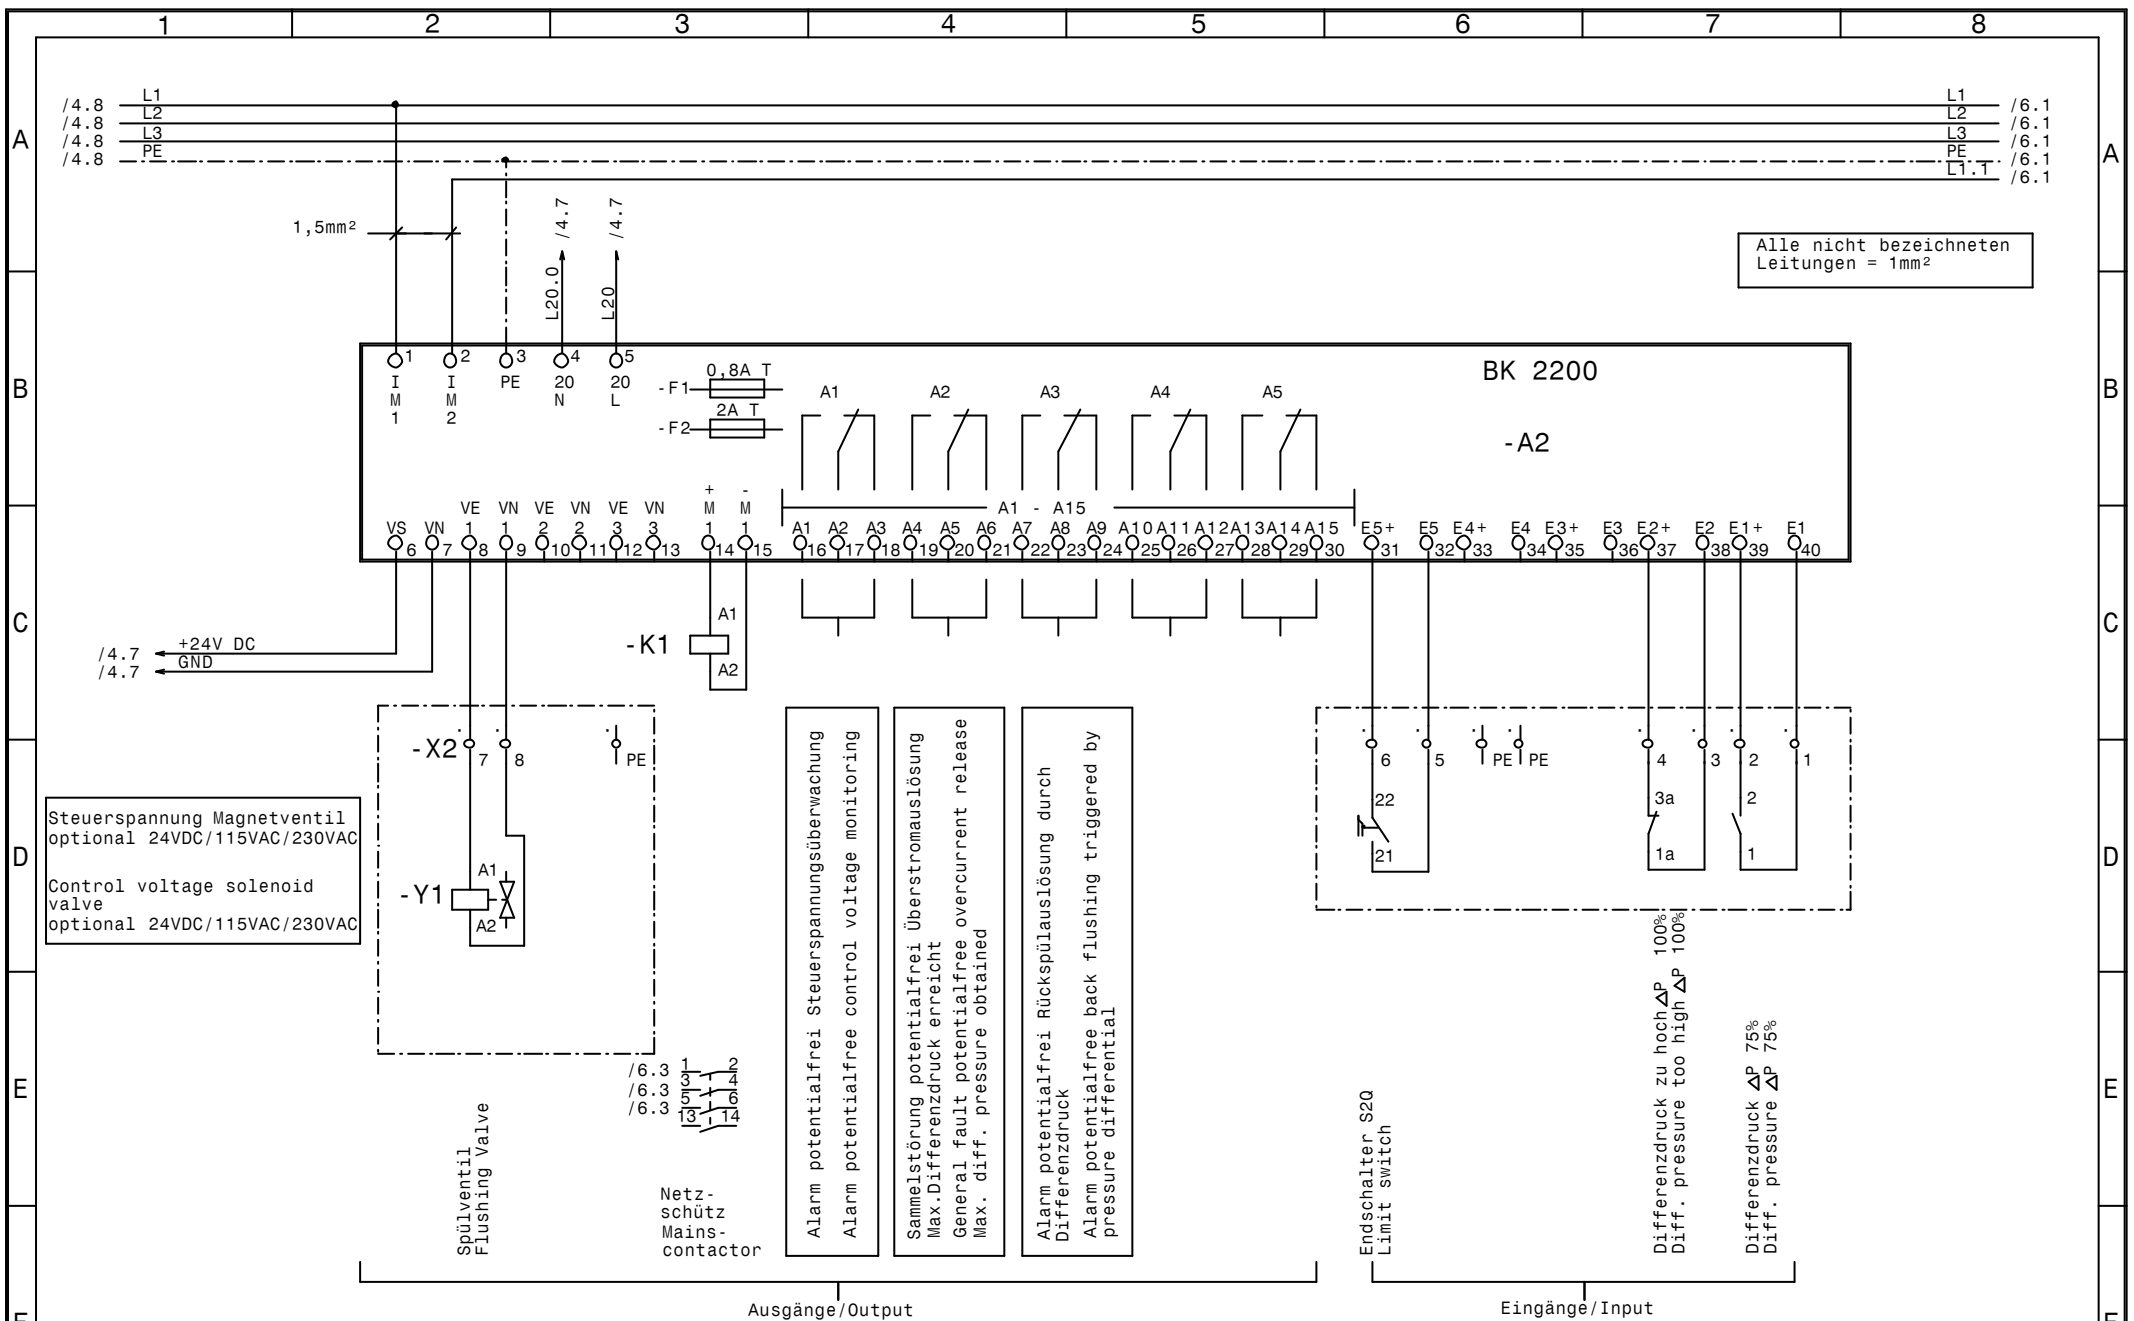 1 2 3 4 5 6 7 8
A
/4.8 L1 L1 /6.1
/4.8 L2 L2 /6.1
/4.8 L3 L3 /6.1
/4.8 PE PE /6.1
L1.1 /6.1
A
1,5mm²
L20.0 /4.7
L20 /4.7
Alle nicht bezeichneten
Leitungen = 1mm²
B
1 2 3 4 5
IM1 IM2 PE 20N 20L
-F1 0,8A T
-F2 2A T
A1 A2 A3 A4 A5
BK 2200
-A2
B
+ -
VE VN VE VN VE VN M M
A1 - A15
VS VN 1 1 2 2 3 3 1 1 A1 A2 A3 A4 A5 A6 A7 A8 A9 A10 A11 A12 A13 A14 A15 E5+ E5 E4+ E4 E3+ E3 E2+ E2 E1+ E1
6 7 8 9 10 11 12 13 14 15 16 17 18 19 20 21 22 23 24 25 26 27 28 29 30 31 32 33 34 35 36 37 38 39 40
C
/4.7 +24V DC
/4.7 GND
-K1 A1
A2
C
-X2 7 8 PE
6 5 PE PE 4 3 2 1
D
Steuerspannung Magnetventil
optional 24VDC/115VAC/230VAC
Control voltage solenoid
valve
optional 24VDC/115VAC/230VAC
-Y1 A1
A2
22
21
3a
1a
2
1
D
Alarm potentialfrei Steuerspannungsüberwachung
Alarm potentialfree control voltage monitoring
Sammelstörung potentialfrei Überstromauslösung
Max.Differenzdruck erreicht
General fault potentialfree overcurrent release
Max. diff. pressure obtained
Alarm potentialfrei Rückspülauslösung durch
Differenzdruck
Alarm potentialfree back flushing triggered by
pressure differential
E
/6.3 1 2
/6.3 3 4
/6.3 5 6
13 14
E
Spülventil
Flushing Valve
Netz-
schütz
Mains-
contactor
Endschalter S2Q
Limit switch
Differenzdruck zu hoch △P 100%
Diff. pressure too high △P 100%
Differenzdruck △P 75%
Diff. pressure △P 75%
Ausgänge/Output
Eingänge/Input